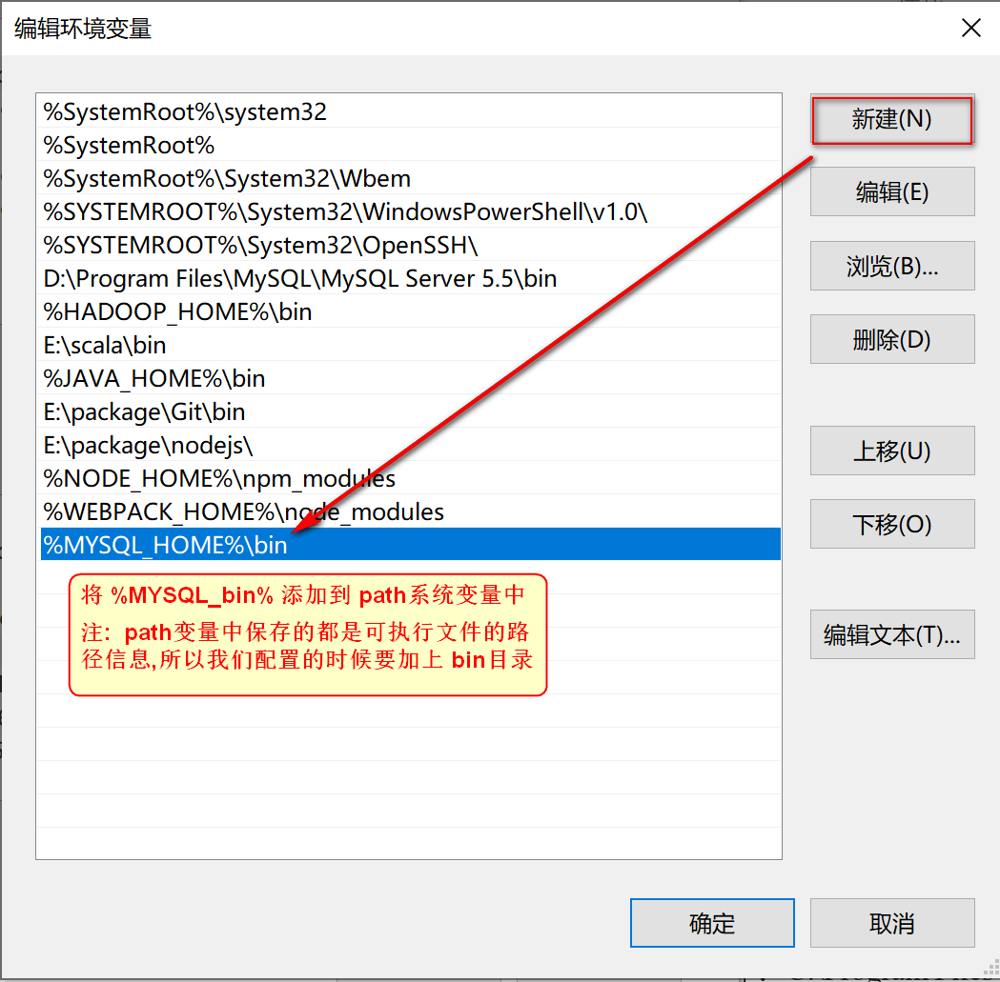 编辑环境变量
%SystemRoot%\system32
%SystemRoot%
%SystemRoot%\System32\Wbem
%SYSTEMROOT%\System32\WindowsPowerShell\v1.0\
%SYSTEMROOT%\System32\OpenSSH\
D:\Program Files\MySQL\MySQL Server 5.5\bin
%HADOOP_HOME%\bin
E:\scala\bin
%JAVA_HOME%\bin
E:\package\Git\bin
E:\package\nodejs\
%NODE_HOME%\npm_modules
%WEBPACK_HOME%\node_modules
%MYSQL_HOME%\bin
将 %MYSQL_bin% 添加到 path系统变量中
注: path变量中保存的都是可执行文件的路
径信息,所以我们配置的时候要加上 bin目录
新建(N)
编辑(E)
浏览(B)...
删除(D)
上移(U)
下移(O)
编辑文本(T)...
确定
取消